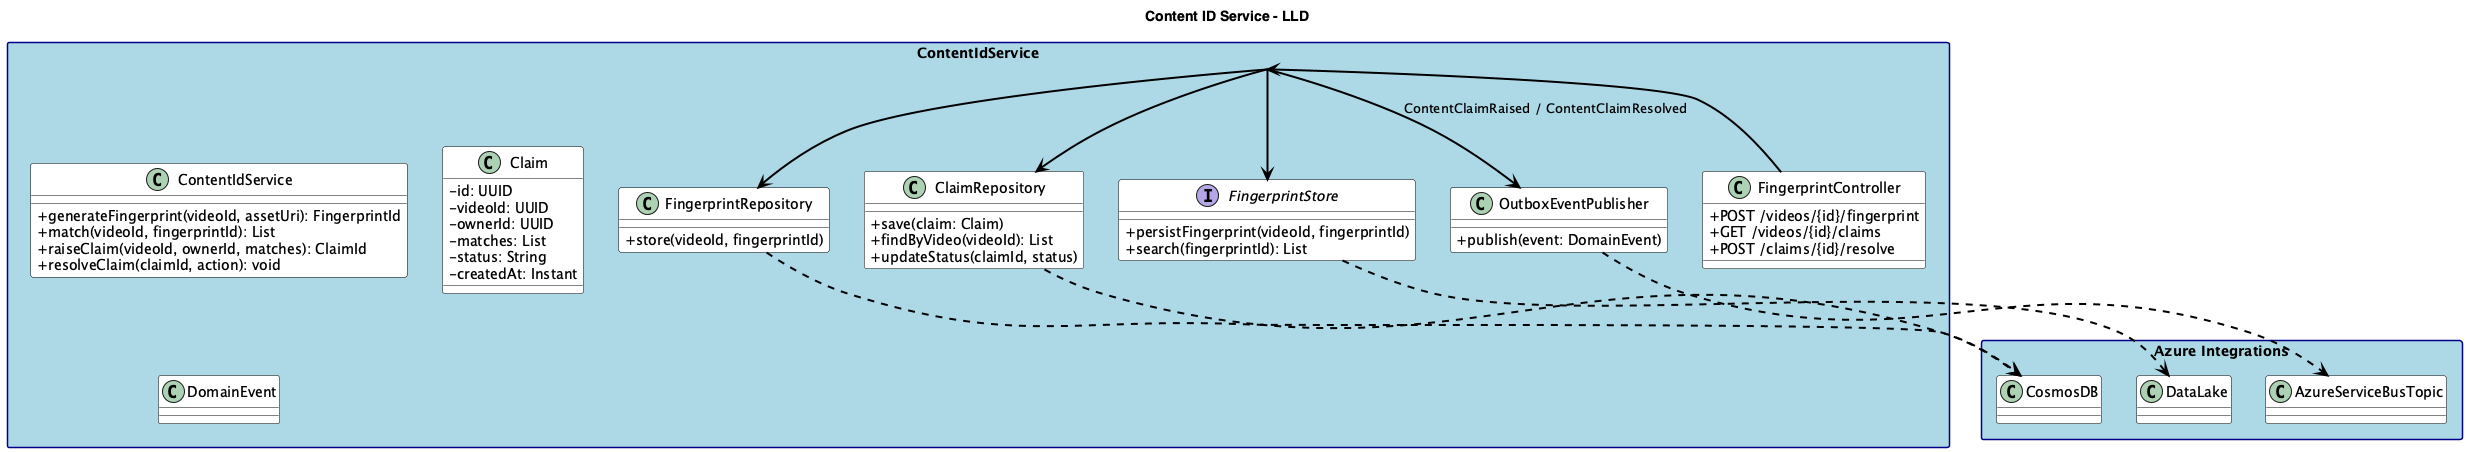 Content ID Service - LLD
ContentIdService
ContentClaimRaised / ContentClaimResolved
C ContentIdService
+generateFingerprint(videoId, assetUri): FingerprintId
+match(videoId, fingerprintId): List
+raiseClaim(videoId, ownerId, matches): ClaimId
+resolveClaim(claimId, action): void
C Claim
-id: UUID
-videoId: UUID
-ownerId: UUID
-matches: List
-status: String
-createdAt: Instant
C FingerprintRepository
+store(videoId, fingerprintId)
C ClaimRepository
+save(claim: Claim)
+findByVideo(videoId): List
+updateStatus(claimId, status)
I FingerprintStore
+persistFingerprint(videoId, fingerprintId)
+search(fingerprintId): List
C OutboxEventPublisher
+publish(event: DomainEvent)
C FingerprintController
+POST /videos/{id}/fingerprint
+GET /videos/{id}/claims
+POST /claims/{id}/resolve
C DomainEvent
Azure Integrations
C CosmosDB
C DataLake
C AzureServiceBusTopic